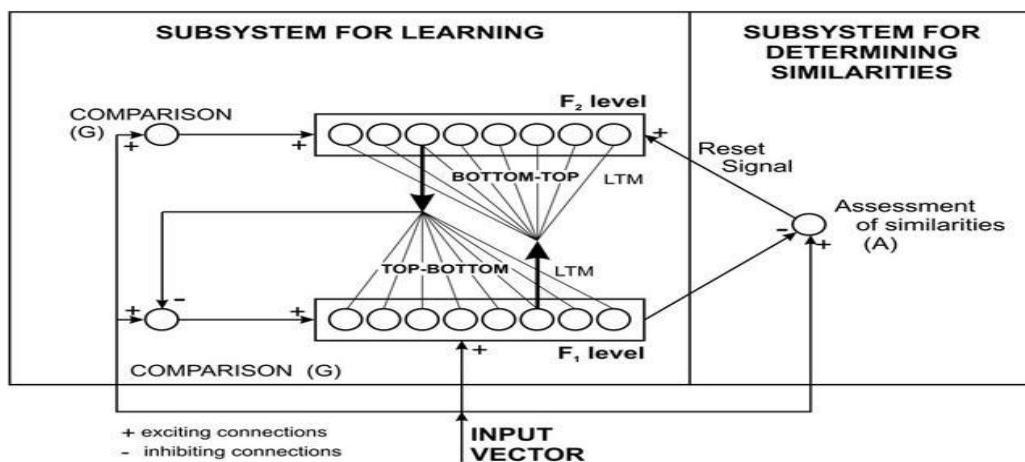 SUBSYSTEM FOR LEARNING
SUBSYSTEM FOR
DETERMINING
SIMILARITIES
F₂ level
COMPARISON
(G)
+
+
+
Reset
Signal
BOTTOM-TOP
LTM
Assessment
of similarities
(A)
-
+
TOP-BOTTOM
LTM
-
+
+
F₁ level
+
COMPARISON (G)
+ exciting connections
- inhibiting connections
INPUT
VECTOR